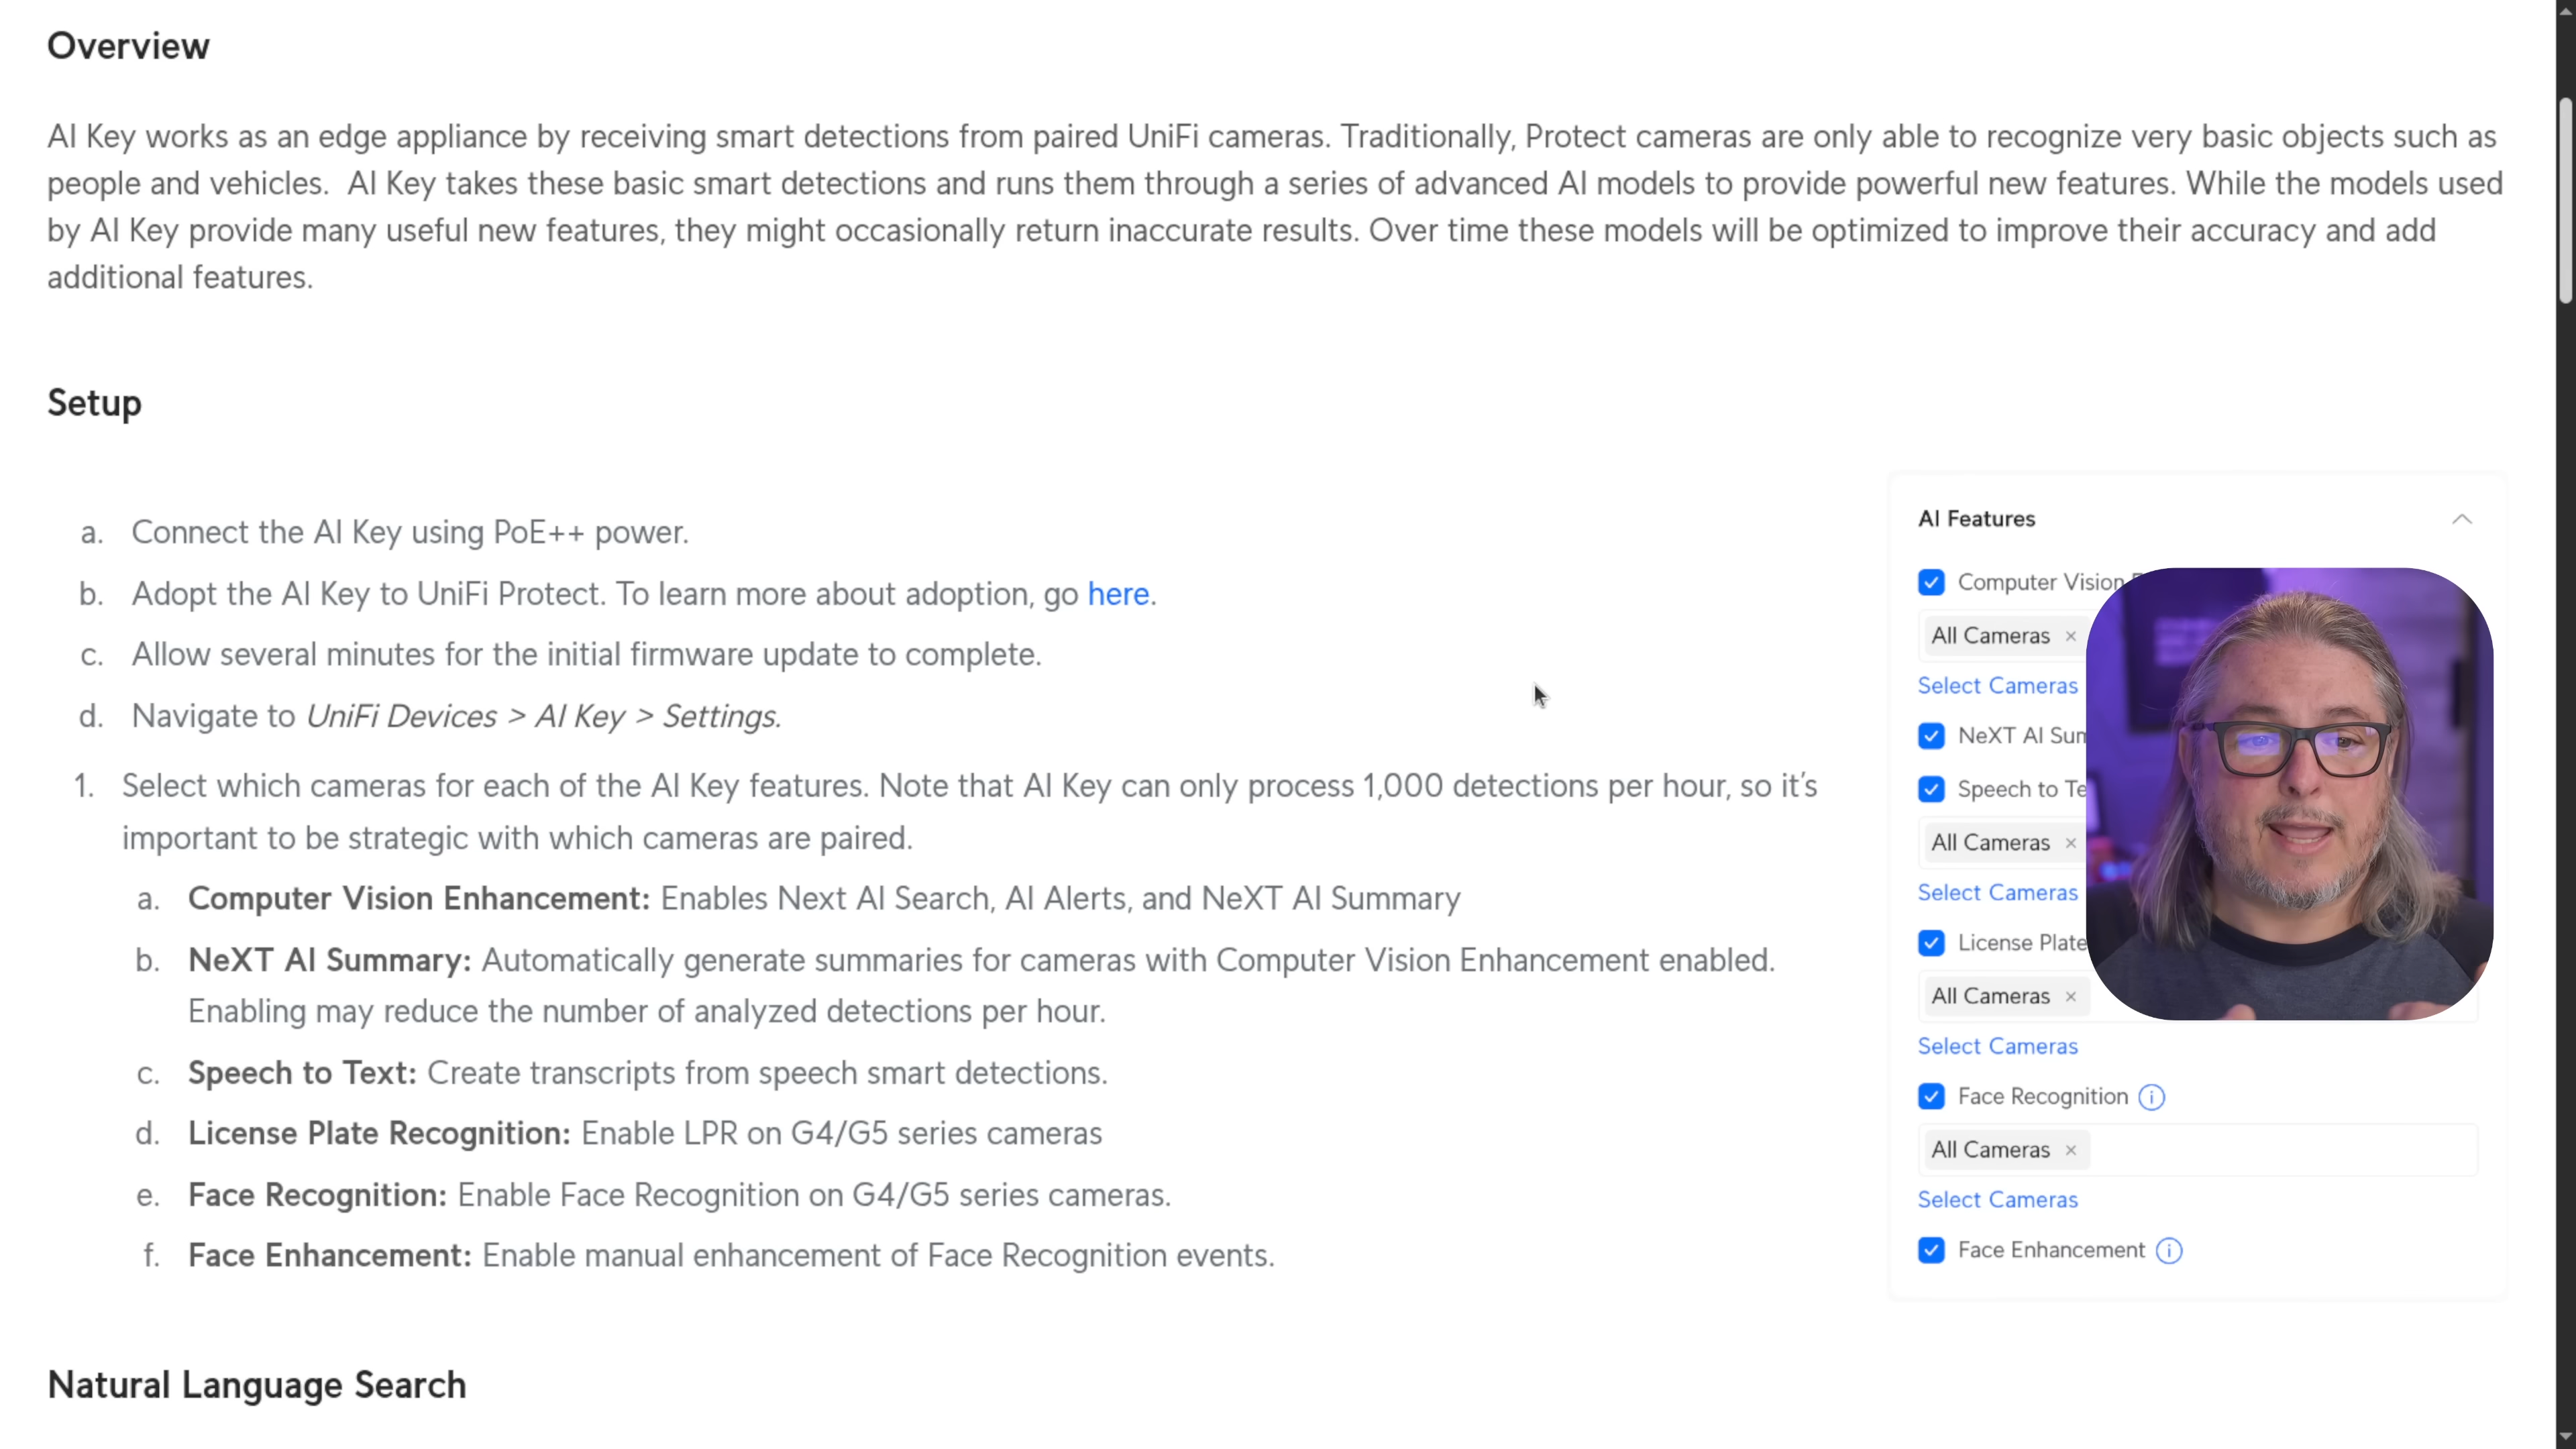 Overview
AI Key works as an edge appliance by receiving smart detections from paired UniFi cameras. Traditionally, Protect cameras are only able to recognize very basic objects such as
people and vehicles.  AI Key takes these basic smart detections and runs them through a series of advanced AI models to provide powerful new features. While the models used
by AI Key provide many useful new features, they might occasionally return inaccurate results. Over time these models will be optimized to improve their accuracy and add
additional features.
Setup
a. Connect the AI Key using PoE++ power.
b. Adopt the AI Key to UniFi Protect. To learn more about adoption, go here.
c. Allow several minutes for the initial firmware update to complete.
d. Navigate to UniFi Devices > AI Key > Settings.
1. Select which cameras for each of the AI Key features. Note that AI Key can only process 1,000 detections per hour, so it's
important to be strategic with which cameras are paired.
a. Computer Vision Enhancement: Enables Next AI Search, AI Alerts, and NeXT AI Summary
b. NeXT AI Summary: Automatically generate summaries for cameras with Computer Vision Enhancement enabled.
Enabling may reduce the number of analyzed detections per hour.
c. Speech to Text: Create transcripts from speech smart detections.
d. License Plate Recognition: Enable LPR on G4/G5 series cameras
e. Face Recognition: Enable Face Recognition on G4/G5 series cameras.
f. Face Enhancement: Enable manual enhancement of Face Recognition events.
AI Features
Computer Vision
All Cameras ×
Select Cameras
NeXT AI
Speech to
All Cameras ×
Select Cameras
License Plate
All Cameras ×
Select Cameras
Face Recognition
All Cameras ×
Select Cameras
Face Enhancement
Natural Language Search